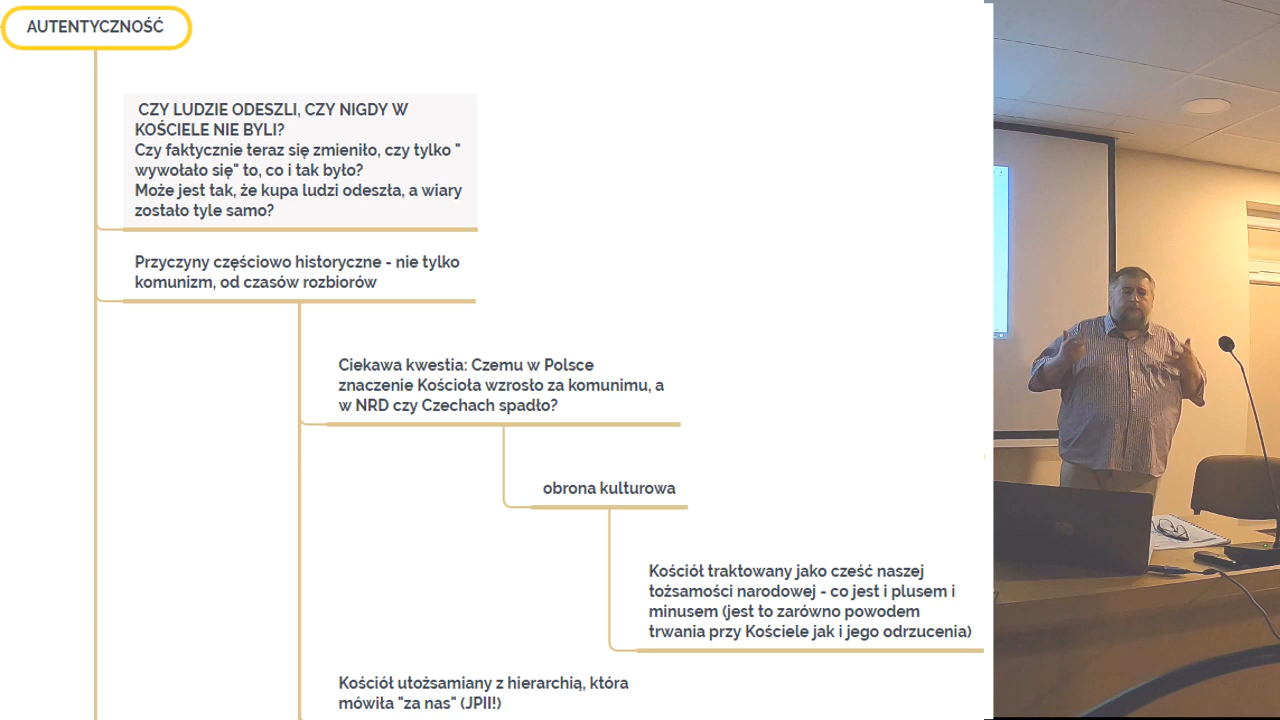 AUTENTYCZNOŚĆ
CZY LUDZIE ODESZLI, CZY NIGDY W
KOŚCIELE NIE BYLI?
Czy faktycznie teraz się zmieniło, czy tylko "
wywołało się" to, co i tak było?
Może jest tak, że kupa ludzi odeszła, a wiary
zostało tyle samo?
Przyczyny częściowo historyczne - nie tylko
komunizm, od czasów rozbiorów
Ciekawa kwestia: Czemu w Polsce
znaczenie Kościoła wzrosło za komunimu, a
w NRD czy Czechach spadło?
obrona kulturowa
Kościół traktowany jako cześć naszej
tożsamości narodowej - co jest i plusem i
minusem (jest to zarówno powodem
trwania przy Kościele jak i jego odrzucenia)
Kościół utożsamiany z hierarchią, która
mówiła "za nas" (JPII!)